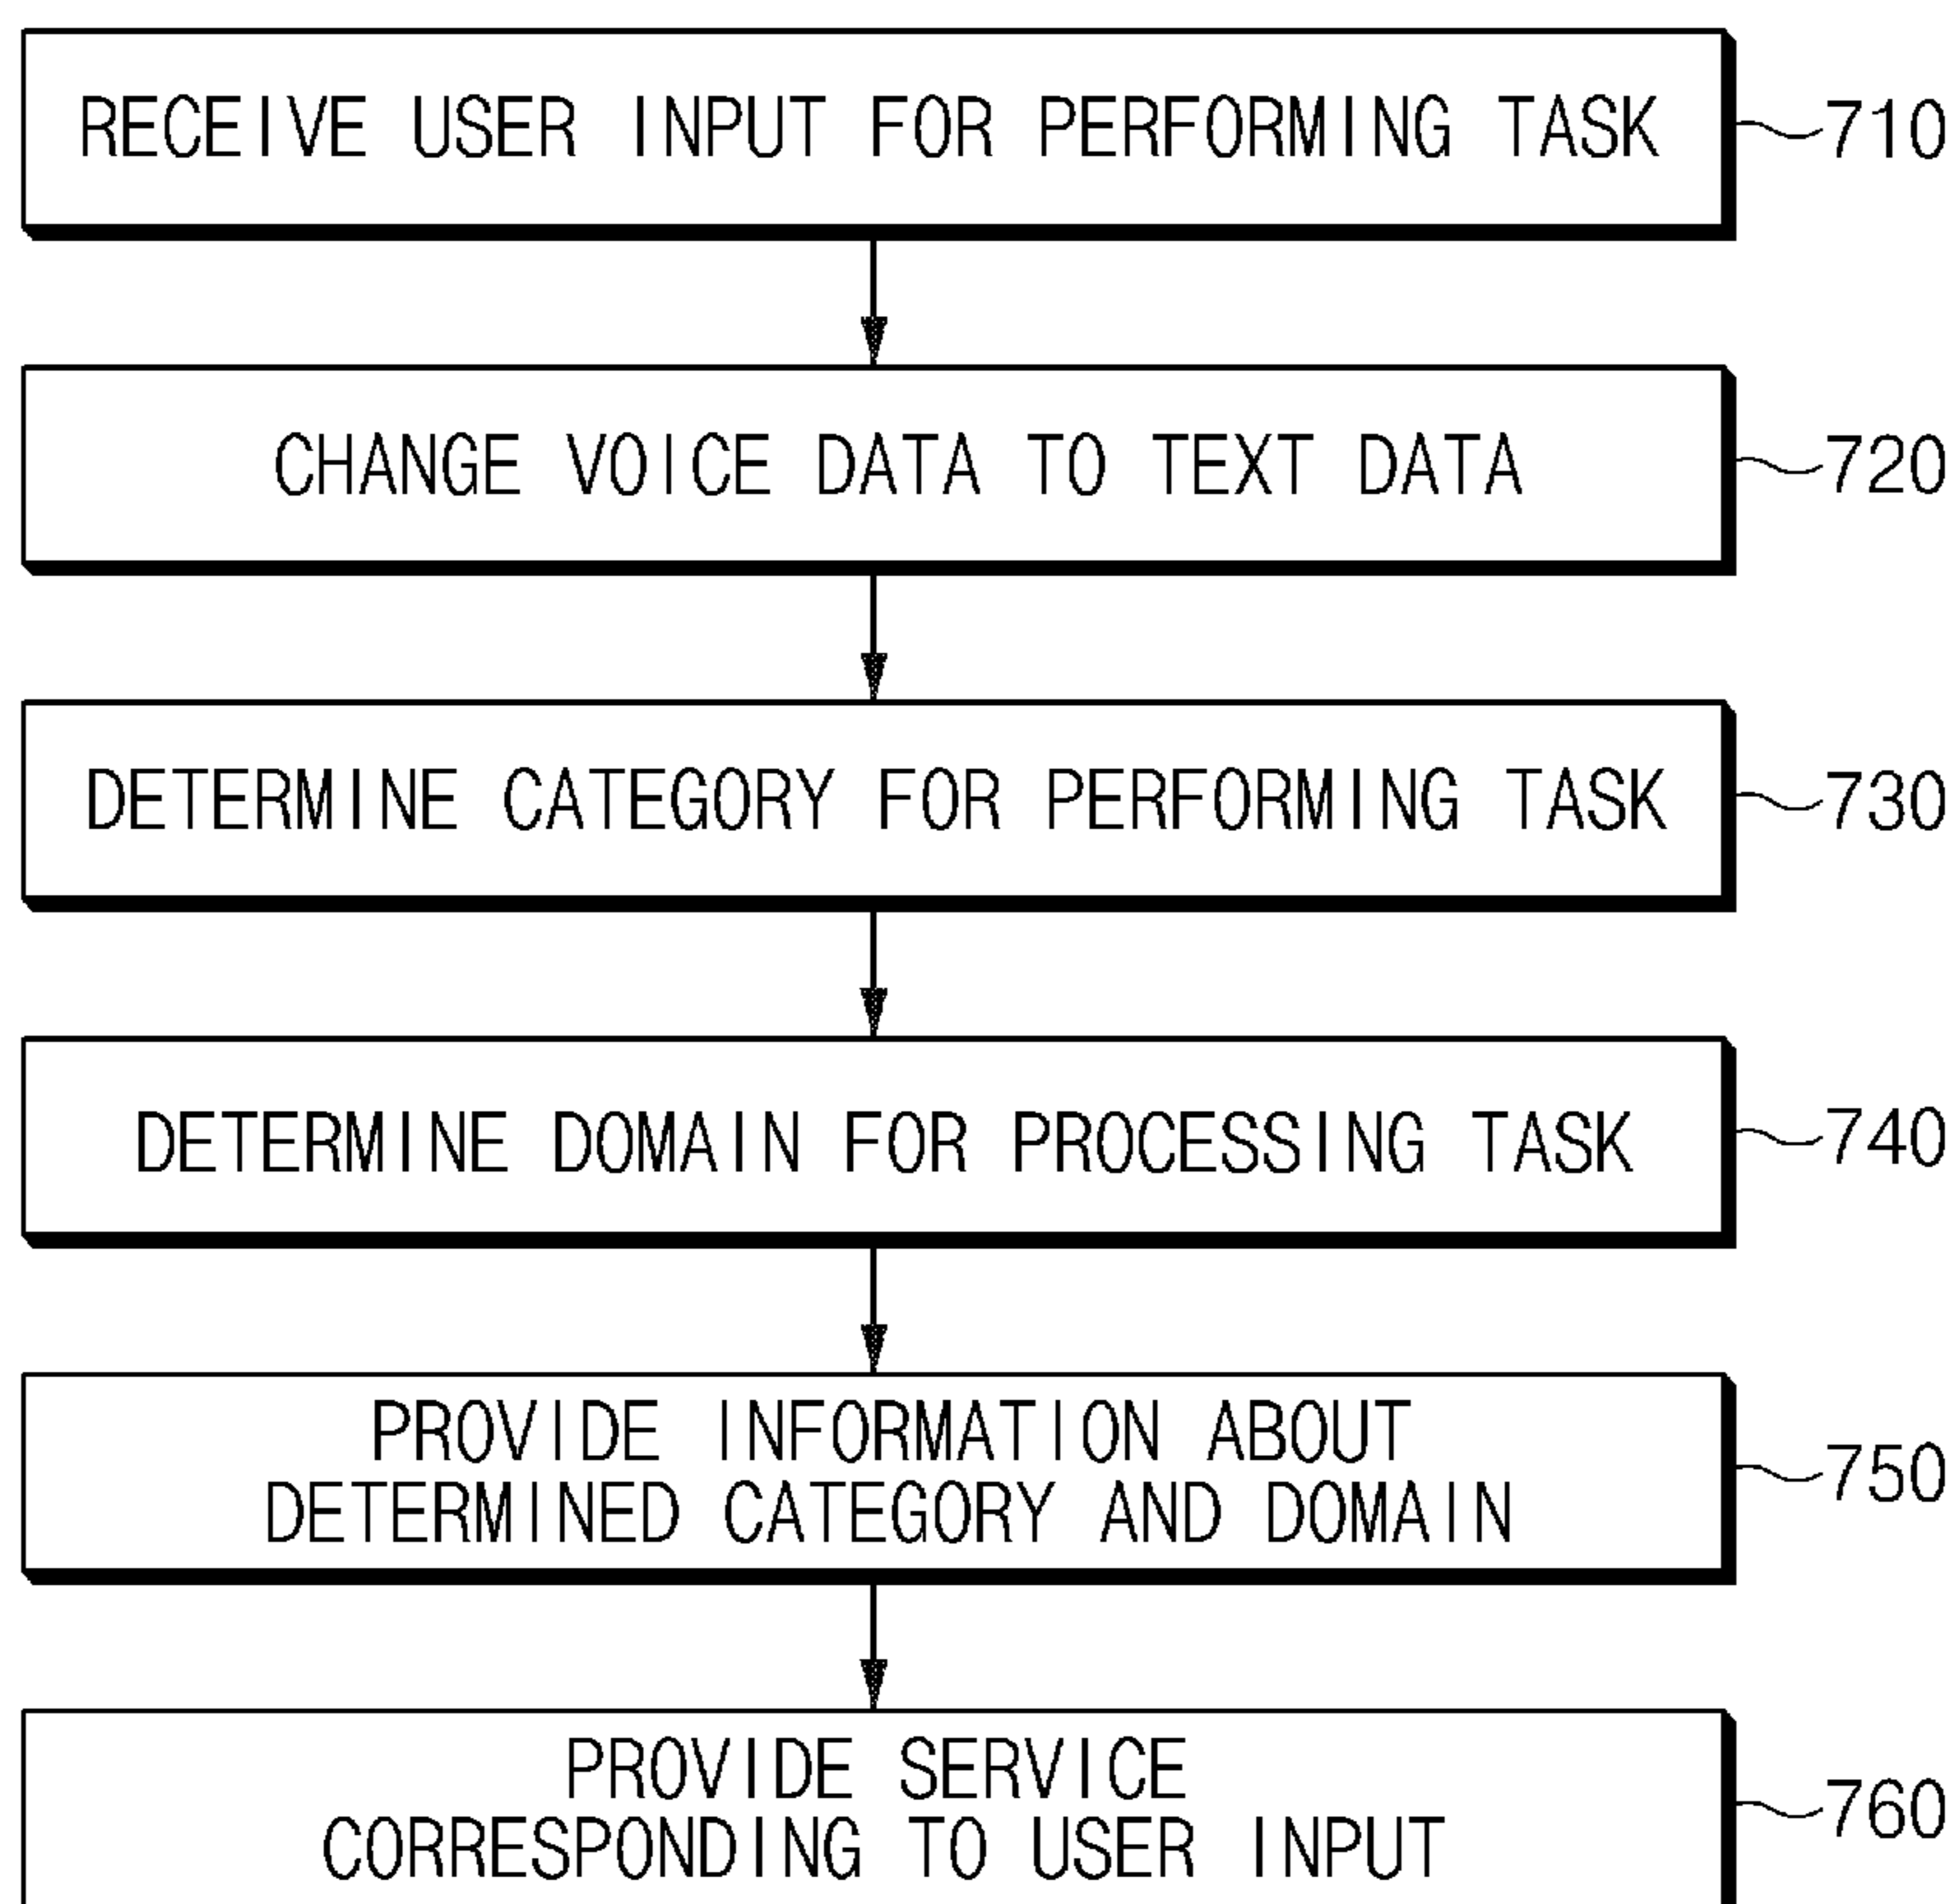 RECEIVE USER INPUT FOR PERFORMING TASK
710
CHANGE VOICE DATA TO TEXT DATA
720
DETERMINE CATEGORY FOR PERFORMING TASK
730
DETERMINE DOMAIN FOR PROCESSING TASK
740
PROVIDE INFORMATION ABOUT
DETERMINED CATEGORY AND DOMAIN
750
PROVIDE SERVICE
CORRESPONDING TO USER INPUT
760